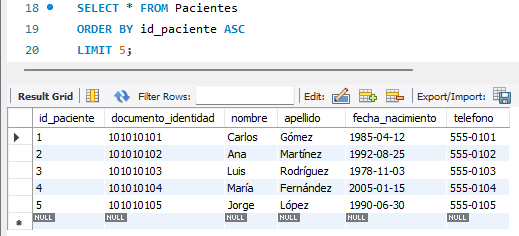 18 SELECT * FROM Pacientes
19 ORDER BY id_paciente ASC
20 LIMIT 5;
Result Grid Filter Rows: Edit: Export/Import:
id_paciente documento_identidad nombre apellido fecha_nacimiento telefono
1 101010101 Carlos Gómez 1985-04-12 555-0101
2 101010102 Ana Martínez 1992-08-25 555-0102
3 101010103 Luis Rodríguez 1978-11-03 555-0103
4 101010104 María Fernández 2005-01-15 555-0104
5 101010105 Jorge López 1990-06-30 555-0105
NULL NULL NULL NULL NULL NULL